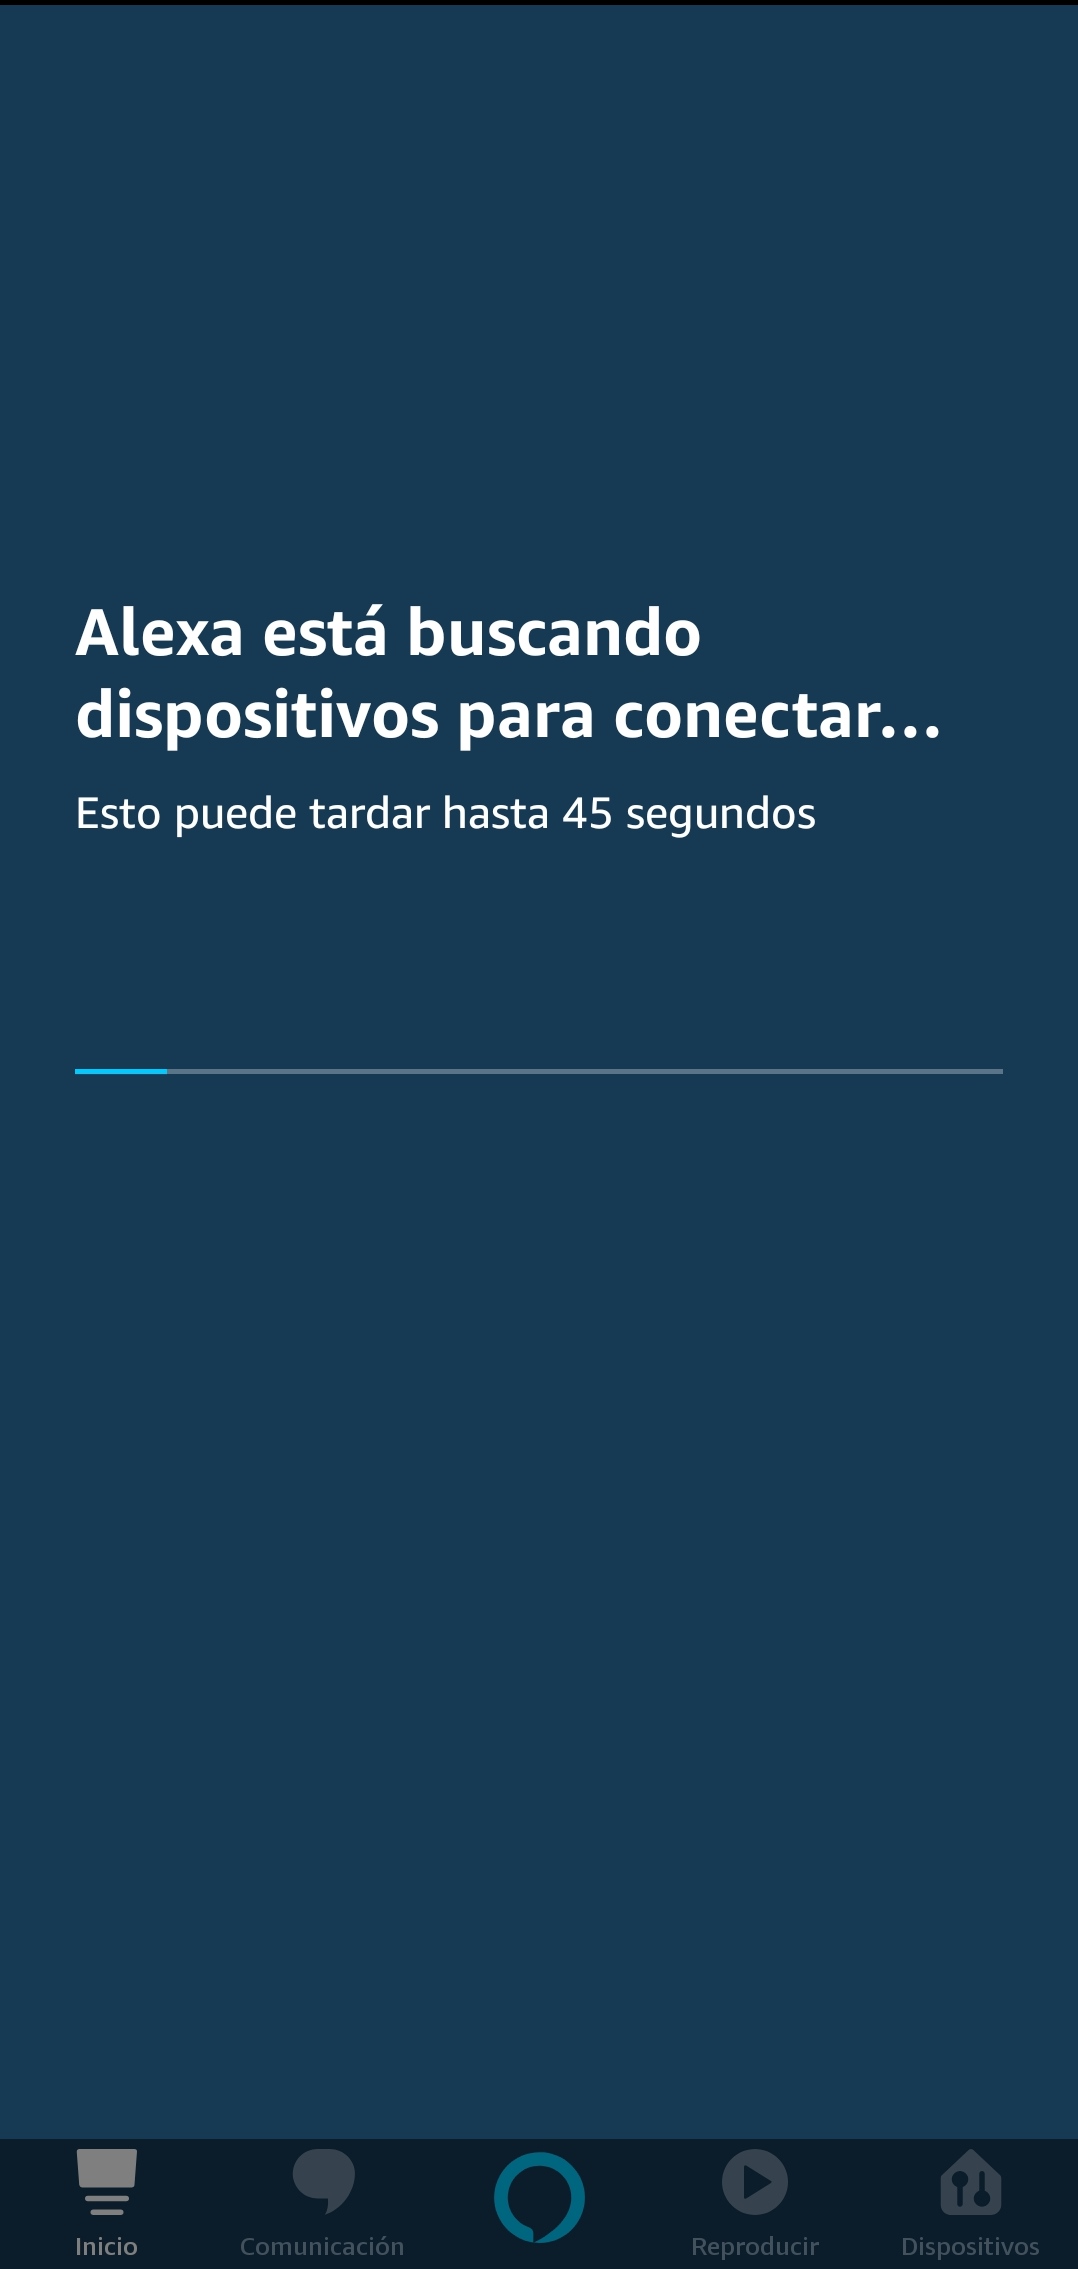 Alexa está buscando
dispositivos para conectar...
Esto puede tardar hasta 45 segundos
Inicio
Comunicación
Reproducir
Dispositivos